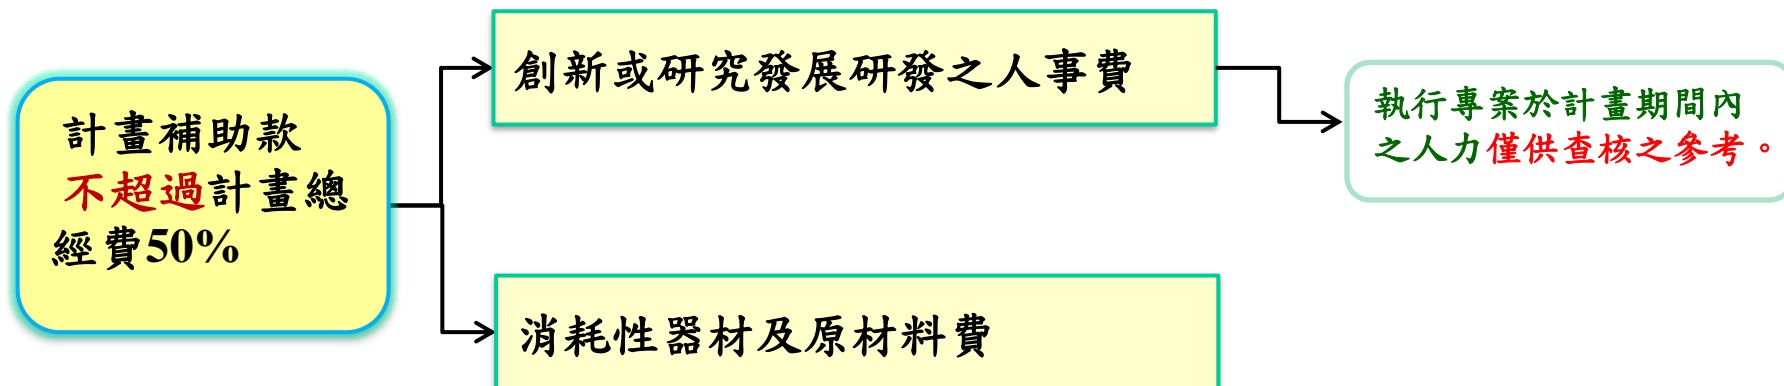 計畫補助款
不超過計畫總
經費50%
創新或研究發展研發之人事費
執行專案於計畫期間內
之人力僅供查核之參考。
消耗性器材及原材料費